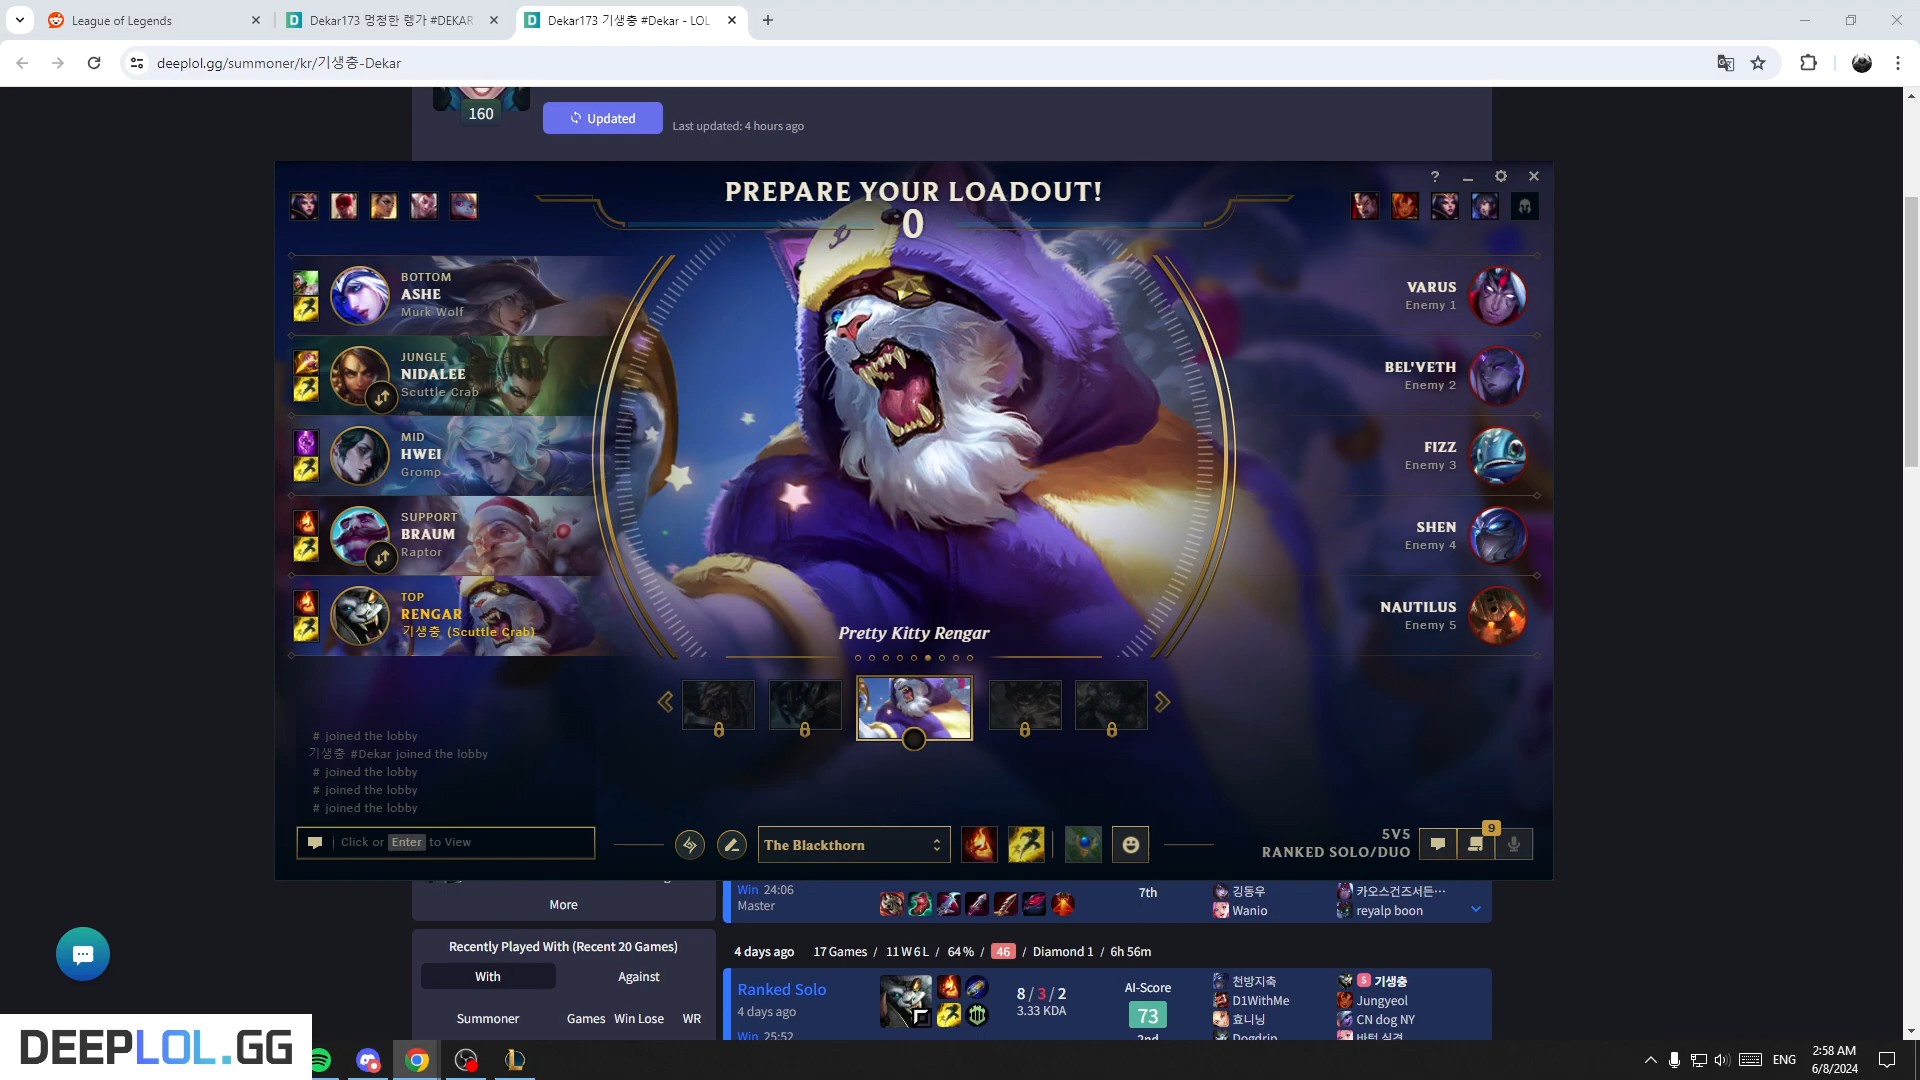 League of Legends
Dekar173 멍청한 렝가 #DEKAR
Dekar173 기생충 #Dekar - LOL
deeplol.gg/summoner/kr/기생충-Dekar
160
Updated
Last updated: 4 hours ago
PREPARE YOUR LOADOUT!
0
BOTTOM
ASHE
Murk Wolf
JUNGLE
NIDALEE
Scuttle Crab
MID
HWEI
Gromp
SUPPORT
BRAUM
Raptor
TOP
RENGAR
기생충 (Scuttle Crab)
VARUS
Enemy 1
BEL'VETH
Enemy 2
FIZZ
Enemy 3
SHEN
Enemy 4
NAUTILUS
Enemy 5
Pretty Kitty Rengar
# joined the lobby
기생충 #Dekar joined the lobby
# joined the lobby
# joined the lobby
# joined the lobby
Click or Enter to View
The Blackthorn
5V5
RANKED SOLO/DUO
9
More
Win 24:06
Master
7th
김동우
Wanio
카오스건즈서든…
reyalp boon
Recently Played With (Recent 20 Games)
With
Against
Summoner Games Win Lose WR
4 days ago 17 Games / 11 W 6 L / 64 % / 46 / Diamond 1 / 6h 56m
Ranked Solo
4 days ago
Win 25:52
8 / 3 / 2
3.33 KDA
AI-Score
73
2nd
천방지축
D1WithMe
효니닝
Dogdrip
S 기생충
Jungyeol
CN dog NY
DEEPLOL.GG
ENG
2:58 AM
6/8/2024